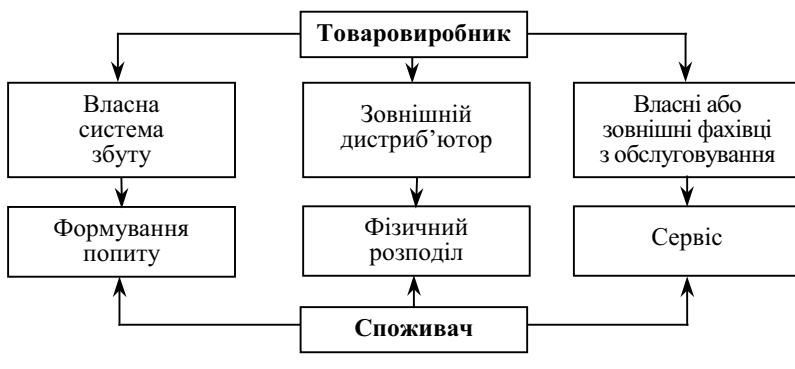 Товаровиробник
Власна
система
збуту
Зовнішній
дистриб’ютор
Власні або
зовнішні фахівці
з обслуговування
Формування
попиту
Фізичний
розподіл
Сервіс
Споживач